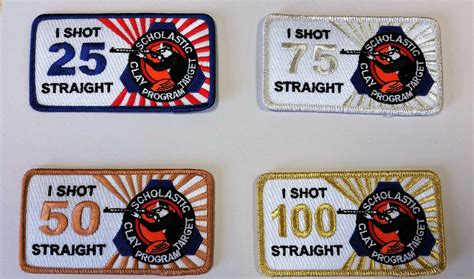 I SHOT
25
STRAIGHT
SCHOLASTIC
CLAY PROGRAM TARGET
I SHOT
75
STRAIGHT
SCHOLASTIC
CLAY PROGRAM TARGET
I SHOT
50
STRAIGHT
SCHOLASTIC
CLAY PROGRAM TARGET
I SHOT
100
STRAIGHT
SCHOLASTIC
CLAY PROGRAM TARGET